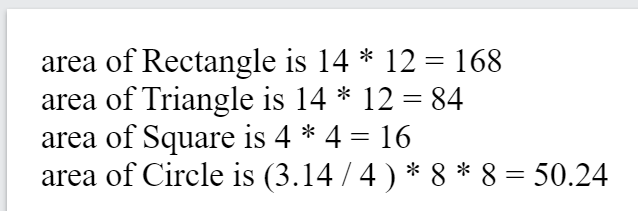 area of Rectangle is 14 * 12 = 168
area of Triangle is 14 * 12 = 84
area of Square is 4 * 4 = 16
area of Circle is (3.14 / 4 ) * 8 * 8 = 50.24